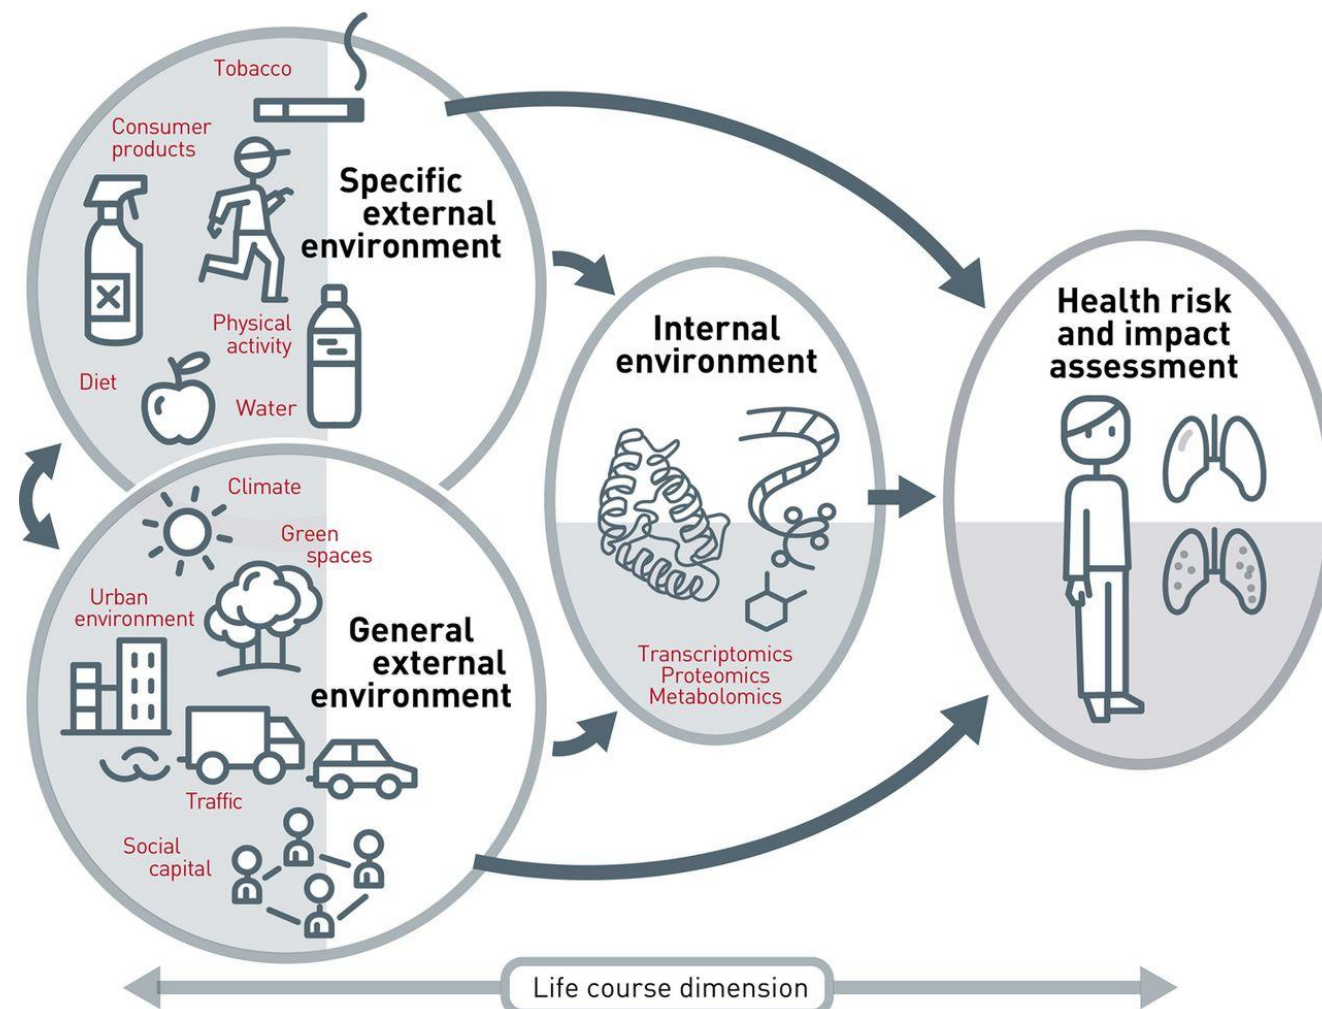 Tobacco
Consumer
products
Specific
external
environment
Physical
activity
Diet
Water
Climate
Green
spaces
Urban
environment
General
external
environment
Traffic
Social
capital
Internal
environment
Transcriptomics
Proteomics
Metabolomics
Health risk
and impact
assessment
Life course dimension